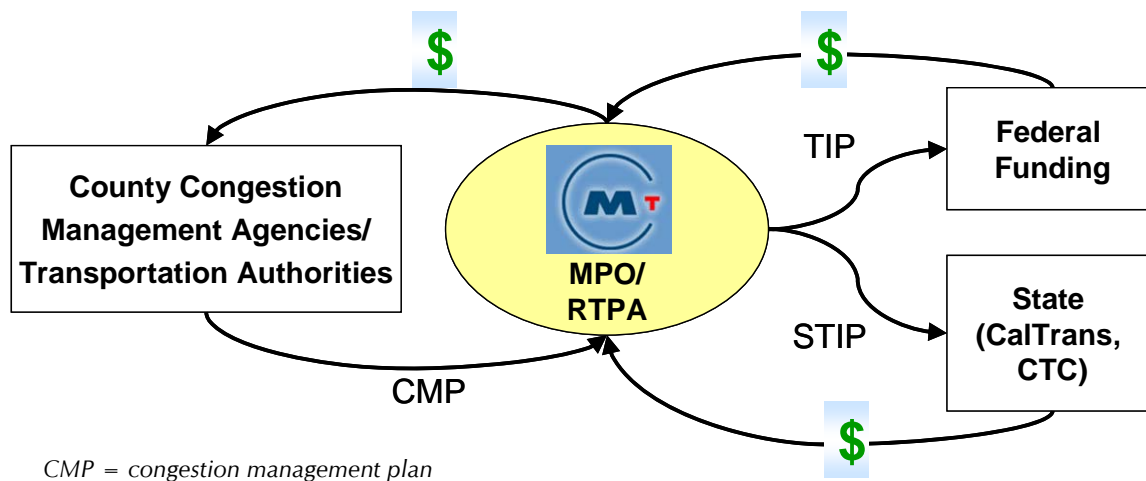 $
$
County Congestion
Management Agencies/
Transportation Authorities
M T
MPO/
RTPA
TIP
Federal
Funding
STIP
State
(CalTrans,
CTC)
CMP
$
CMP = congestion management plan